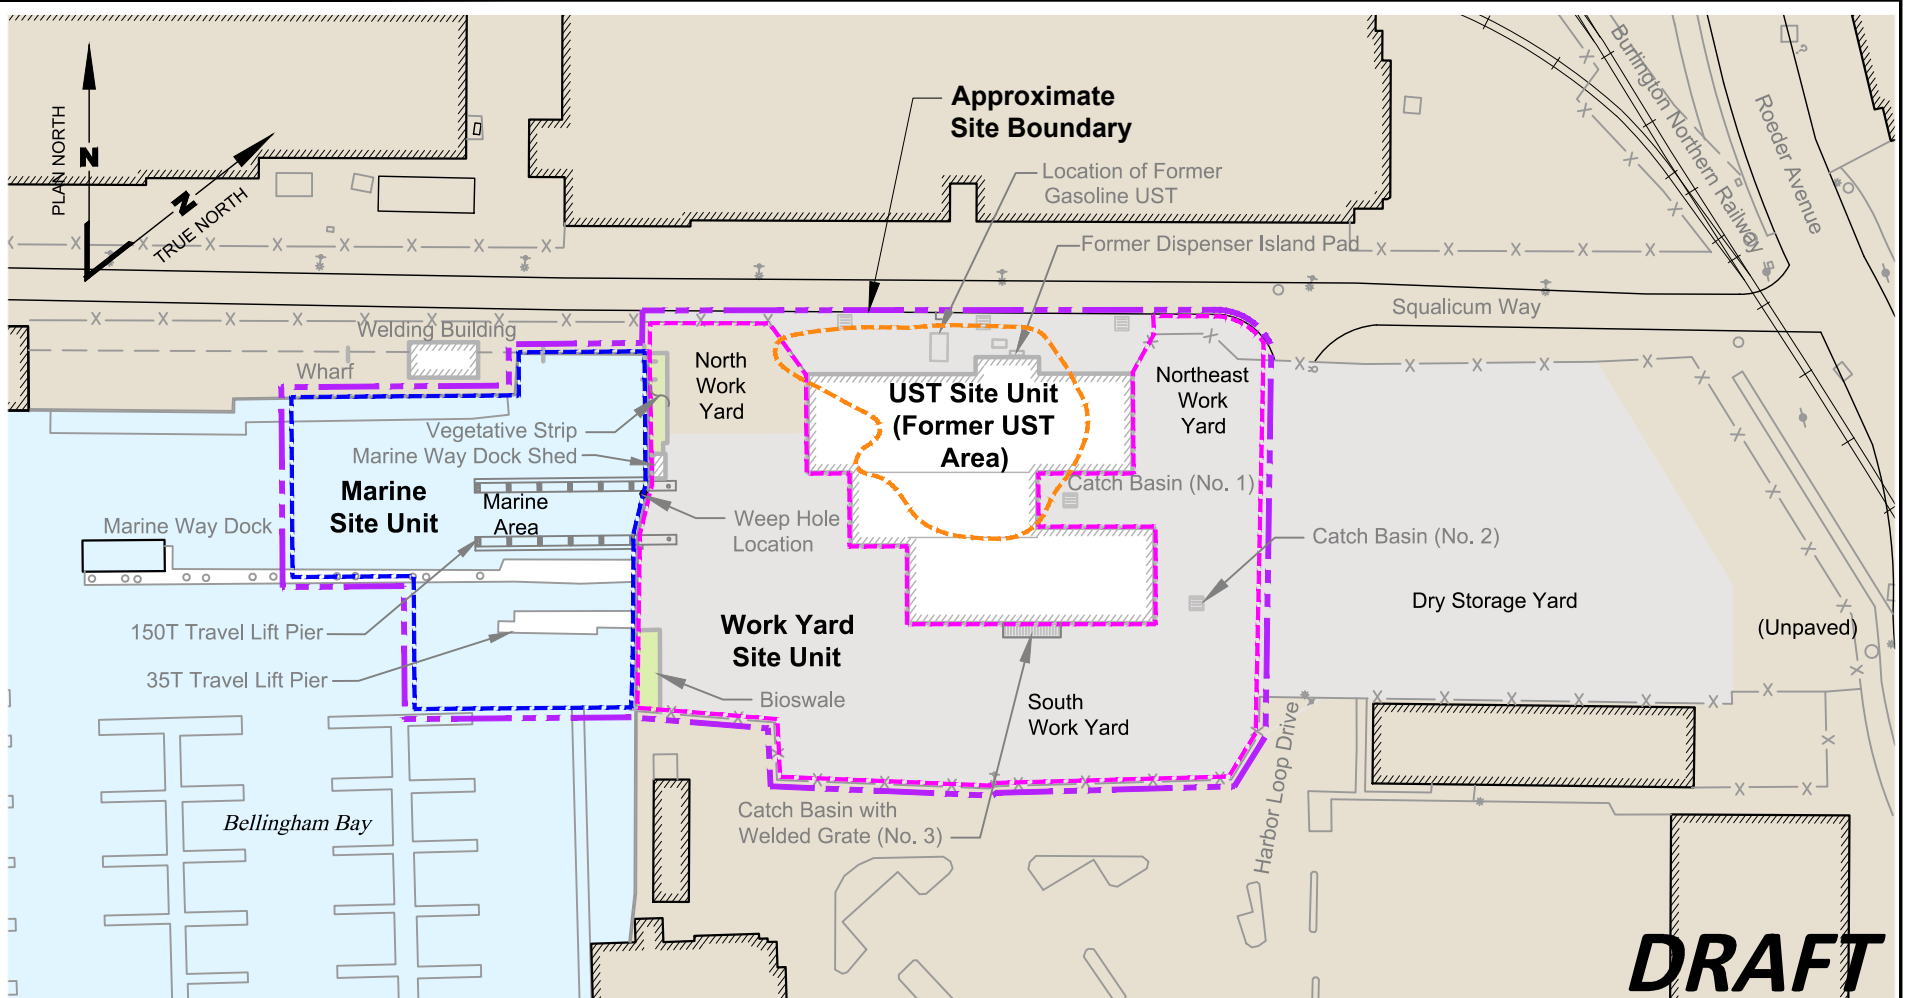 PLAN NORTH
N
N
TRUE NORTH
Approximate
Site Boundary
Location of Former
Gasoline UST
Former Dispenser Island Pad
Burlington Northern Railway
Roeder Avenue
Squalicum Way
Welding Building
Wharf
North
Work
Yard
UST Site Unit
(Former UST
Area)
Northeast
Work
Yard
Vegetative Strip
Marine Way Dock Shed
Marine
Site Unit
Marine
Area
Marine Way Dock
Weep Hole
Location
Catch Basin (No. 1)
Catch Basin (No. 2)
Dry Storage Yard
(Unpaved)
150T Travel Lift Pier
35T Travel Lift Pier
Work Yard
Site Unit
Bioswale
South
Work Yard
Harbor Loop Drive
Catch Basin with
Welded Grate (No. 3)
Bellingham Bay
DRAFT